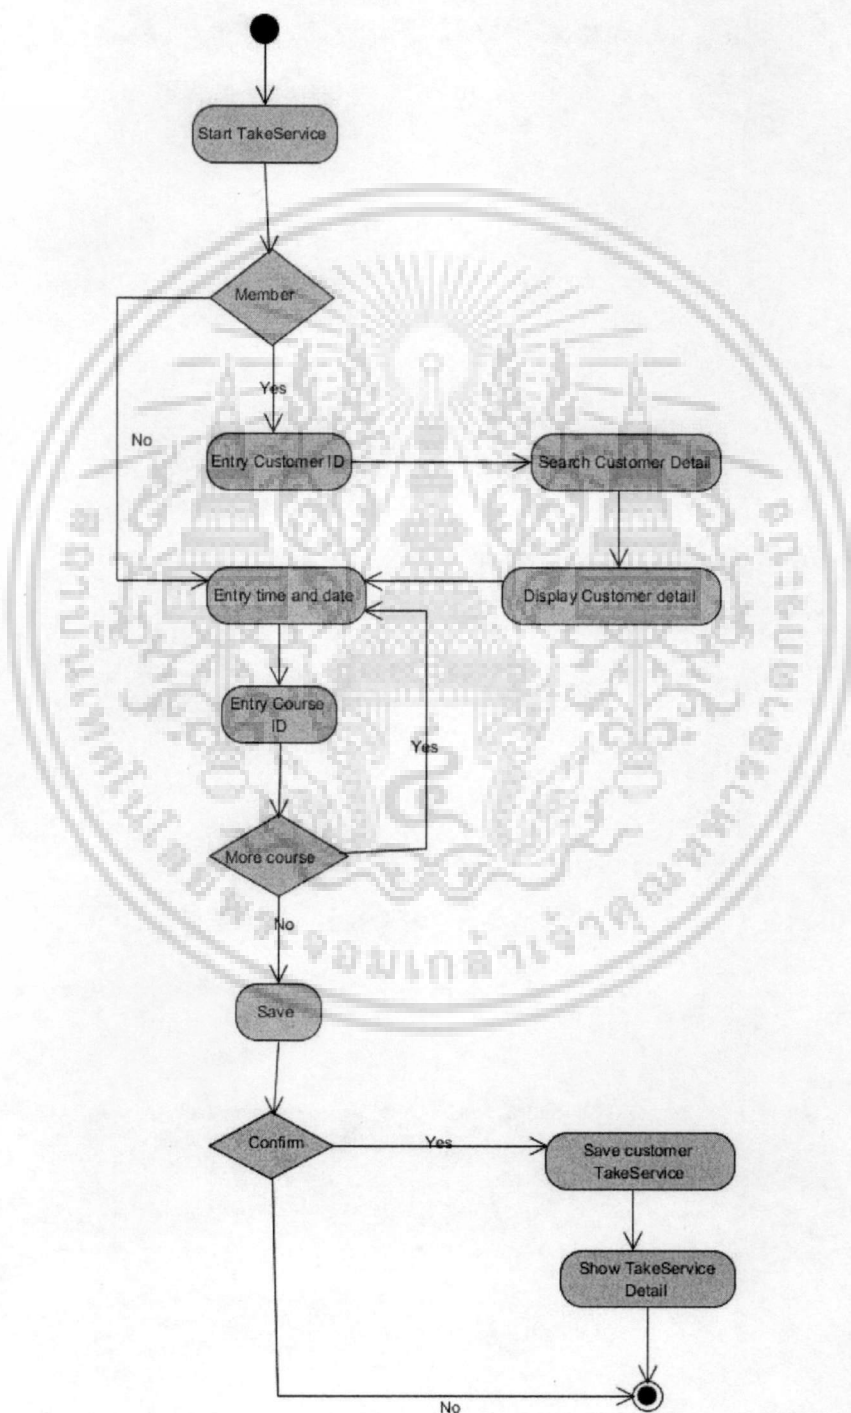 Start TakeService
Member
Yes
No
Entry Customer ID
Search Customer Detail
Entry time and date
Display Customer detail
Entry Course
ID
Yes
More course
No
Save
Confirm
Yes
Save customer
TakeService
Show TakeService
Detail
No